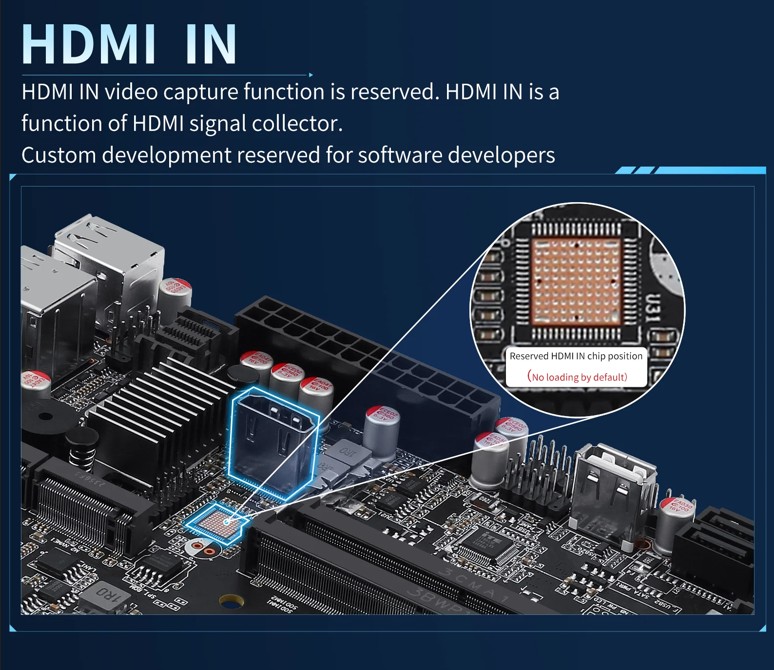 HDMI IN
HDMI IN video capture function is reserved. HDMI IN is a
function of HDMI signal collector.
Custom development reserved for software developers
U31
Reserved HDMI IN chip position
(No loading by default)
1R0